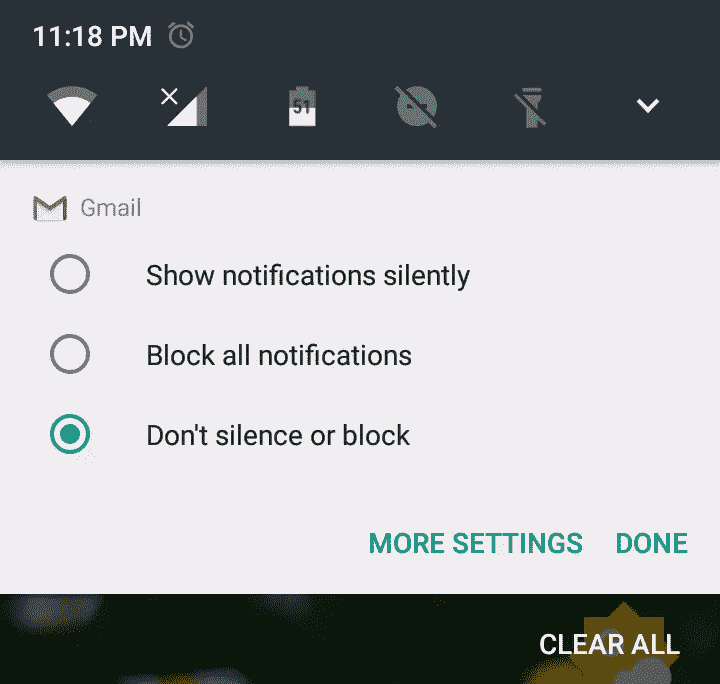 11:18 PM
51
Gmail
Show notifications silently
Block all notifications
Don't silence or block
MORE SETTINGS DONE
CLEAR ALL